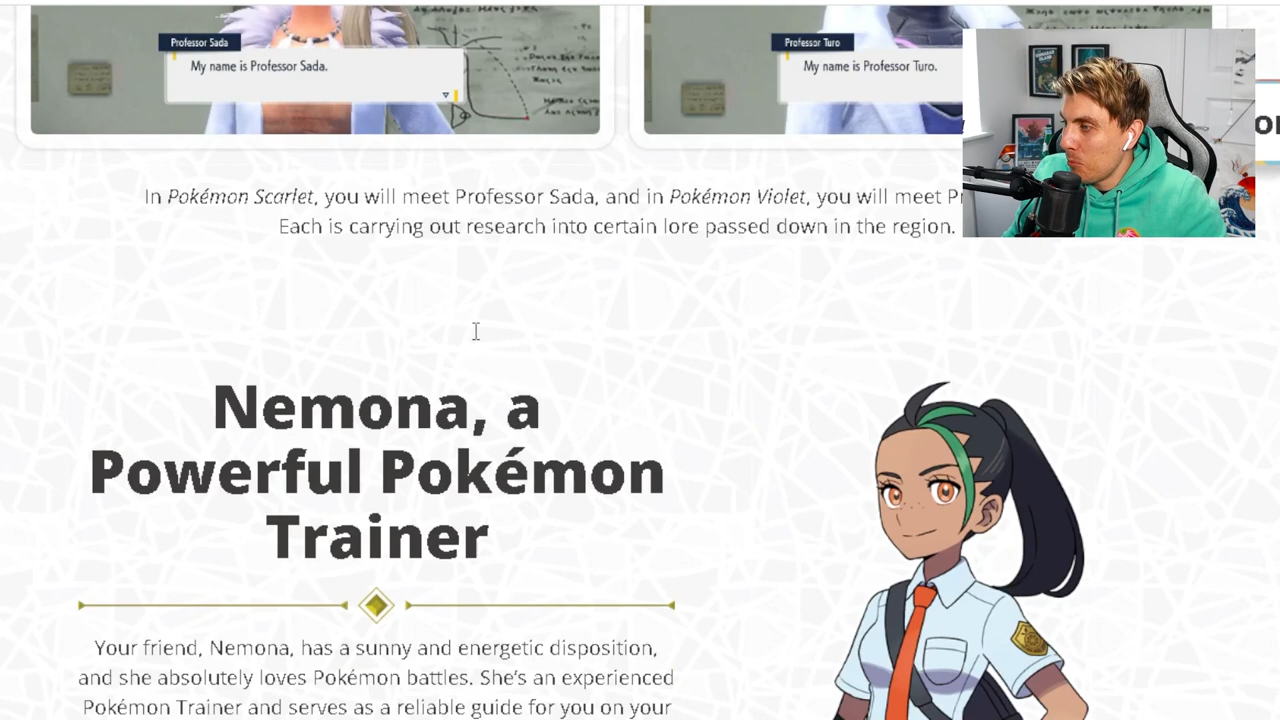 Professor Sada
My name is Professor Sada.
Professor Turo
My name is Professor Turo.
In Pokémon Scarlet, you will meet Professor Sada, and in Pokémon Violet, you will meet Pr
Each is carrying out research into certain lore passed down in the region.
Nemona, a
Powerful Pokémon
Trainer
Your friend, Nemona, has a sunny and energetic disposition,
and she absolutely loves Pokémon battles. She's an experienced
Pokémon Trainer and serves as a reliable guide for you on your